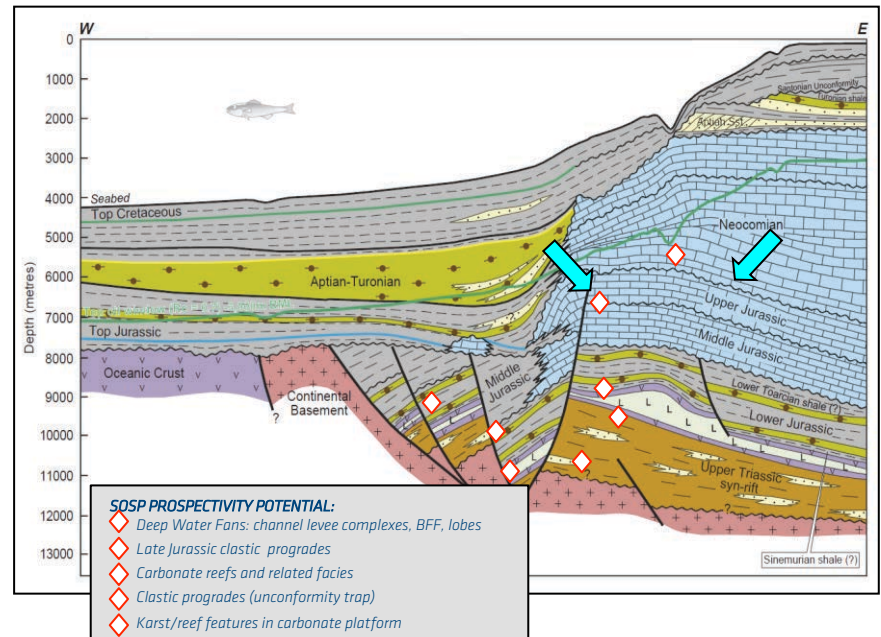 W
E
0
1000
2000
3000
4000
5000
6000
7000
8000
9000
10000
11000
12000
13000
Depth (metres)
Santonian Unconformity
Turonian shale
Aptian Sst.
Seabed
Top Cretaceous
Neocomian
Aptian-Turonian
Upper Jurassic
?
Top Jurassic
Middle Jurassic
Oceanic Crust
Continental
Basement
?
Middle
Jurassic
Lower Toarcian shale (?)
Lower Jurassic
Upper Triassic
syn-rift
?
Sinemurian shale (?)
SOSP PROSPECTIVITY POTENTIAL:
Deep Water Fans: channel levee complexes, BFF, lobes
Late Jurassic clastic progrades
Carbonate reefs and related facies
Clastic progrades (unconformity trap)
Karst/reef features in carbonate platform